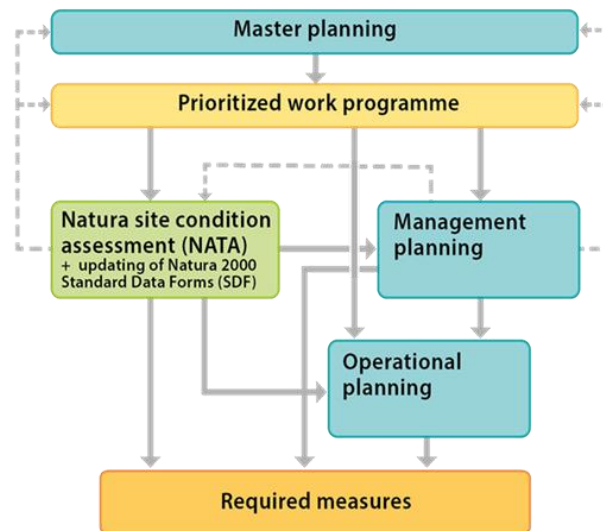 Master planning
Prioritized work programme
Natura site condition
assessment (NATA)
+ updating of Natura 2000
Standard Data Forms (SDF)
Management
planning
Operational
planning
Required measures